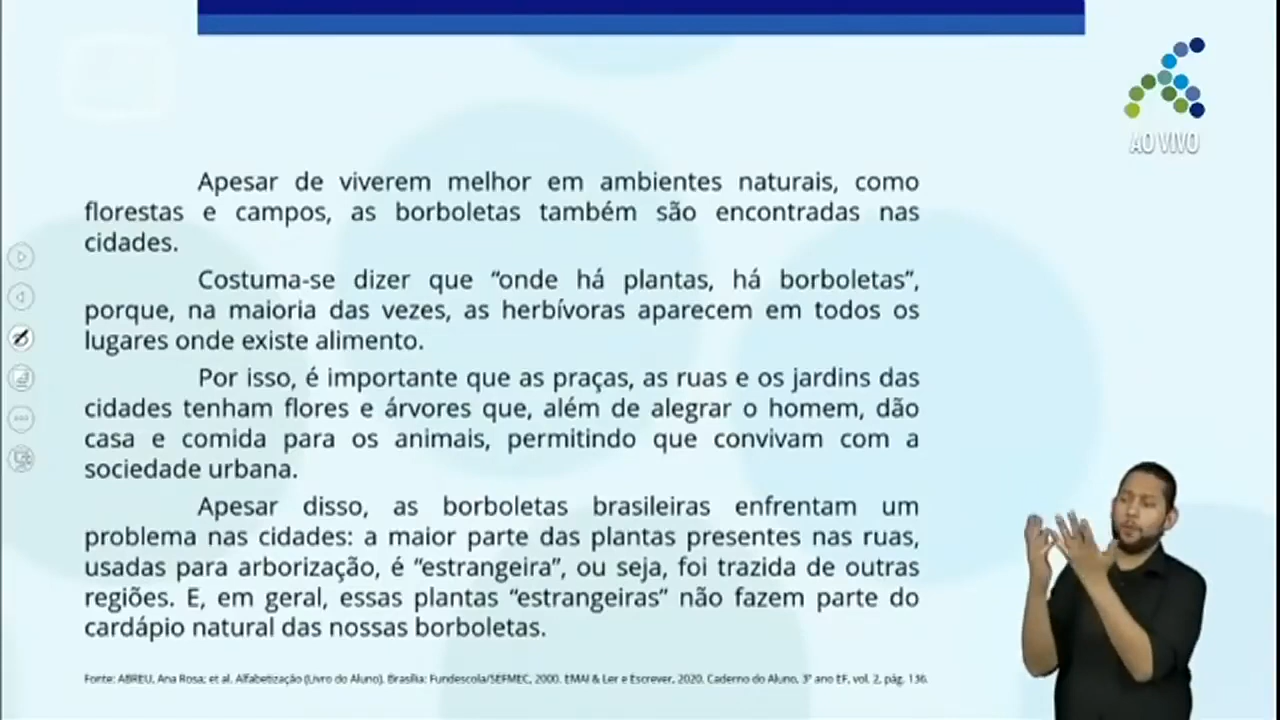 AO VIVO
Apesar de viverem melhor em ambientes naturais, como
florestas e campos, as borboletas também são encontradas nas
cidades.
Costuma-se dizer que “onde há plantas, há borboletas”,
porque, na maioria das vezes, as herbívoras aparecem em todos os
lugares onde existe alimento.
Por isso, é importante que as praças, as ruas e os jardins das
cidades tenham flores e árvores que, além de alegrar o homem, dão
casa e comida para os animais, permitindo que convivam com a
sociedade urbana.
Apesar disso, as borboletas brasileiras enfrentam um
problema nas cidades: a maior parte das plantas presentes nas ruas,
usadas para arborização, é “estrangeira”, ou seja, foi trazida de outras
regiões. E, em geral, essas plantas “estrangeiras” não fazem parte do
cardápio natural das nossas borboletas.
Fonte: ABREU, Ana Rosa; et al. Alfabetização (Livro do Aluno). Brasília: Fundescola/SEFMEC, 2000. EMAI & Ler e Escrever, 2020. Caderno do Aluno, 3° ano EF, vol. 2, pág. 136.